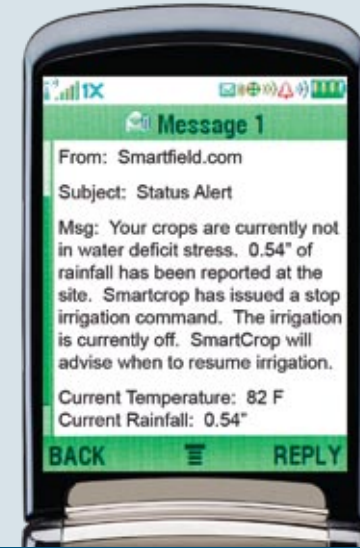 1X
Message 1
From: Smartfield.com
Subject: Status Alert
Msg: Your crops are currently not
in water deficit stress. 0.54" of
rainfall has been reported at the
site. Smartcrop has issued a stop
irrigation command. The irrigation
is currently off. SmartCrop will
advise when to resume irrigation.
Current Temperature: 82 F
Current Rainfall: 0.54"
BACK REPLY